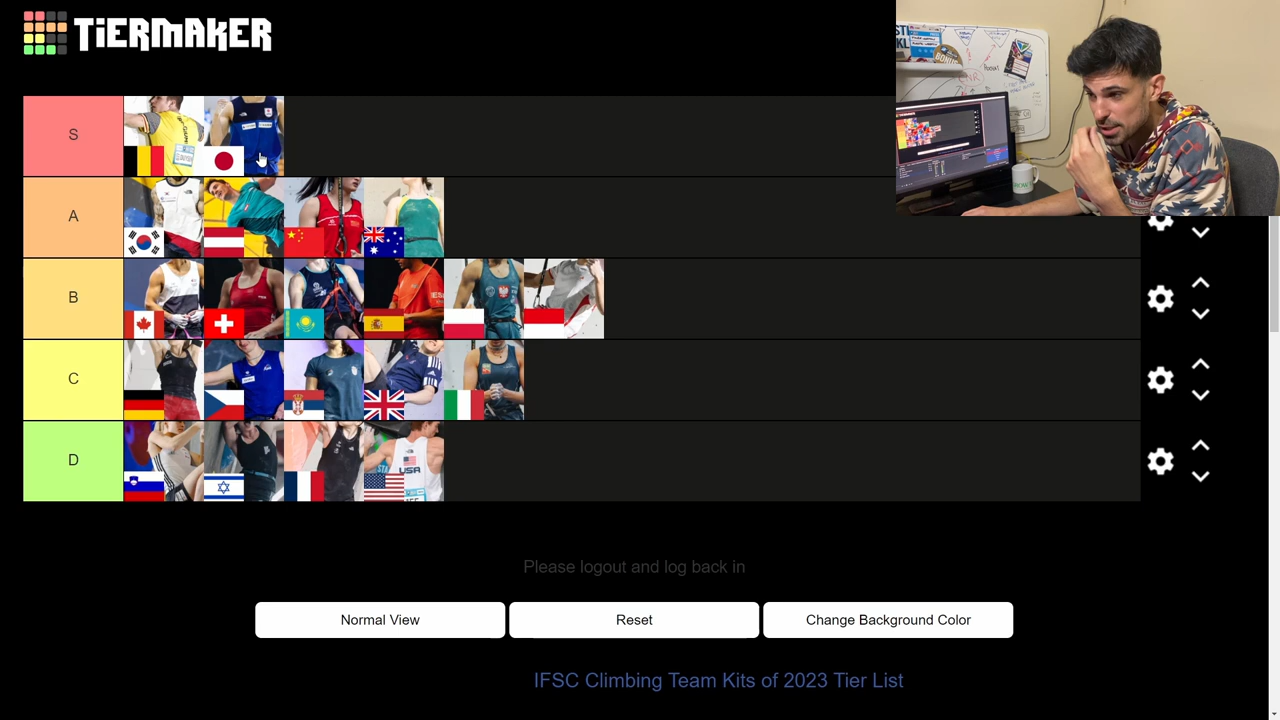 TiERMAKER
S
A
B
C
D
USA
Please logout and log back in
Normal View
Reset
Change Background Color
IFSC Climbing Team Kits of 2023 Tier List